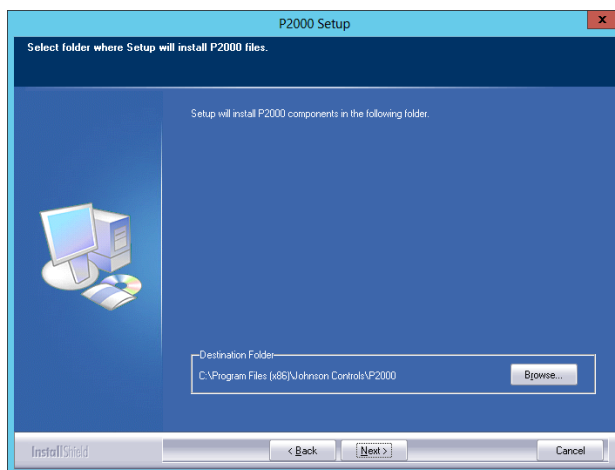 P2000 Setup
x
Select folder where Setup will install P2000 files.
Setup will install P2000 components in the following folder.
Destination Folder
C:\Program Files (x86)\Johnson Controls\P2000
Browse...
InstallShield
< Back
Next >
Cancel